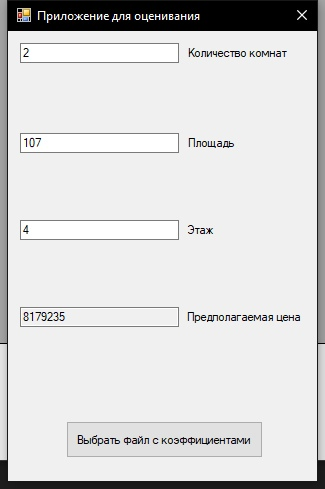 Приложение для оценивания
2 Количество комнат
107 Площадь
4 Этаж
8179235 Предполагаемая цена
Выбрать файл с коэффициентами